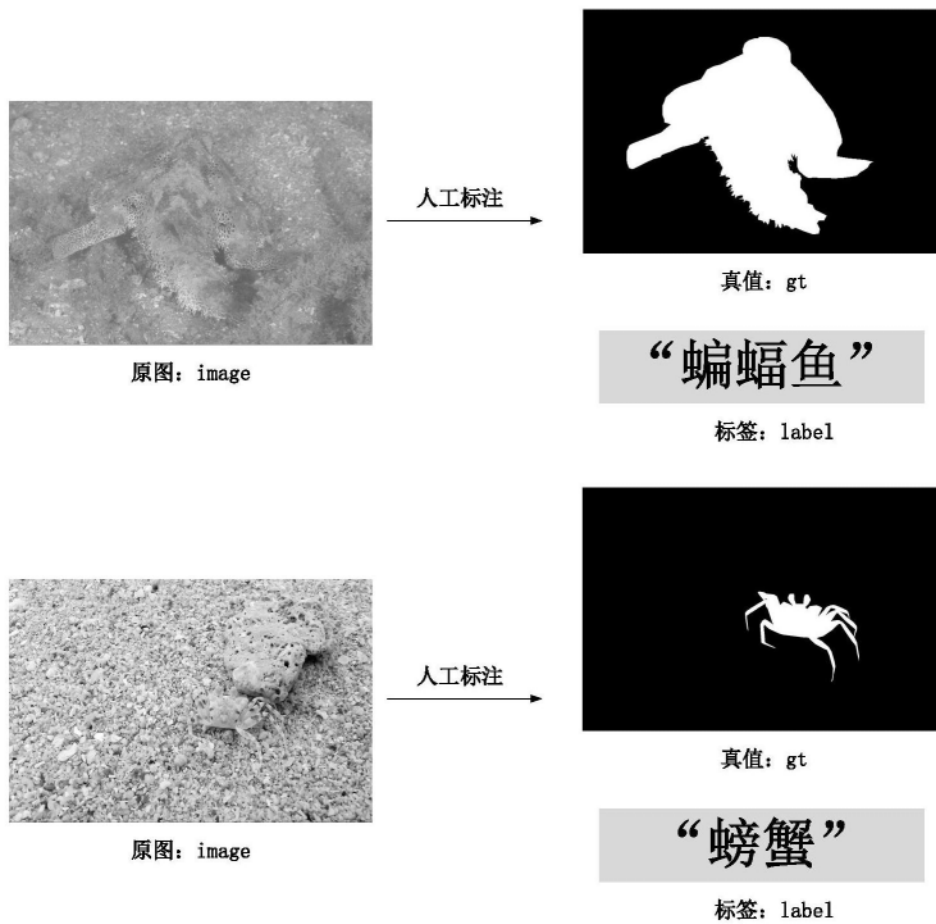 人工标注
真值：gt
原图：image
“蝙蝠鱼”
标签：label
人工标注
真值：gt
原图：image
“螃蟹”
标签：label